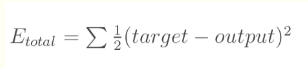 E_{total} = \sum \frac{1}{2}(target - output)^2